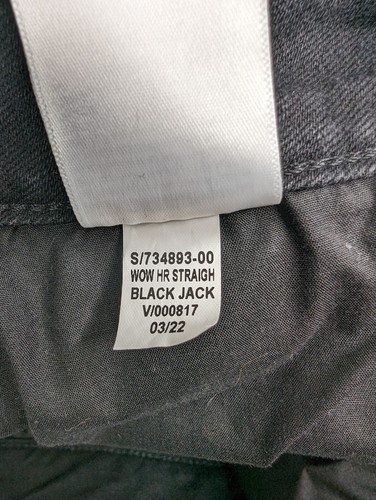 S/734893-00
WOW HR STRAIGH
BLACK JACK
V/000817
03/22